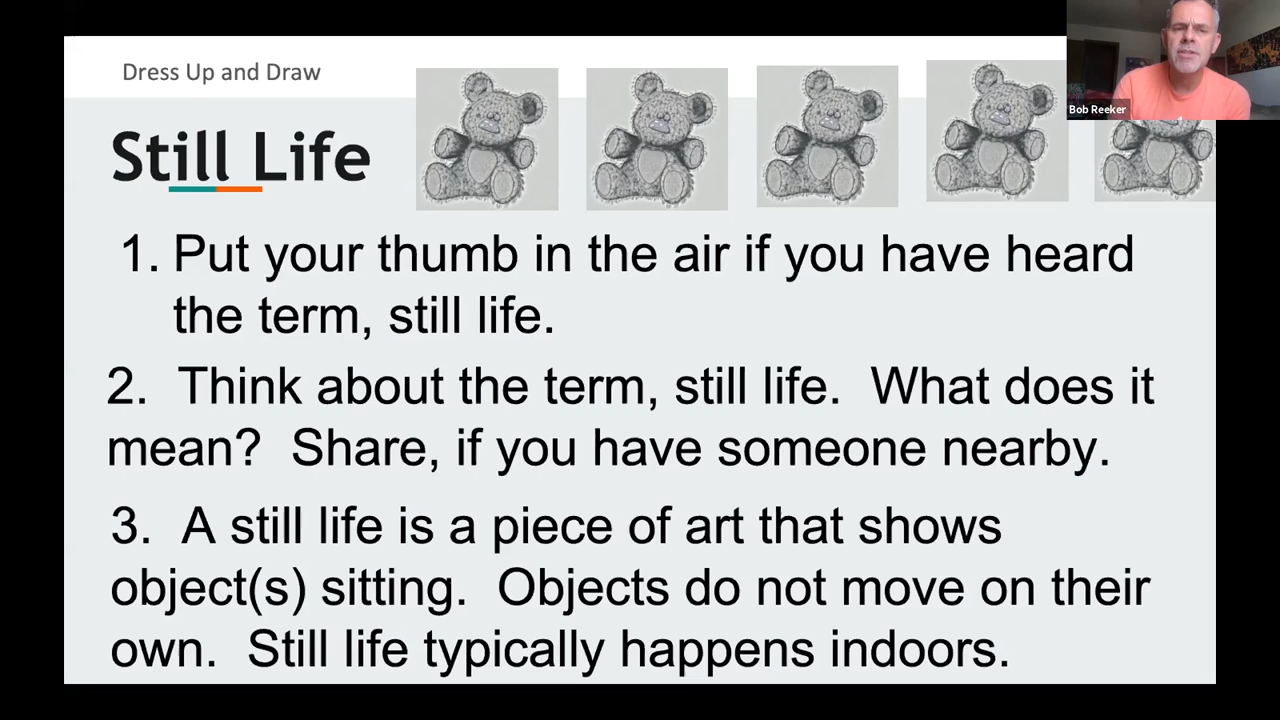 Dress Up and Draw
Bob Reeker
Still Life
1. Put your thumb in the air if you have heard
the term, still life.
2.  Think about the term, still life.  What does it
mean?  Share, if you have someone nearby.
3.  A still life is a piece of art that shows
object(s) sitting.  Objects do not move on their
own.  Still life typically happens indoors.